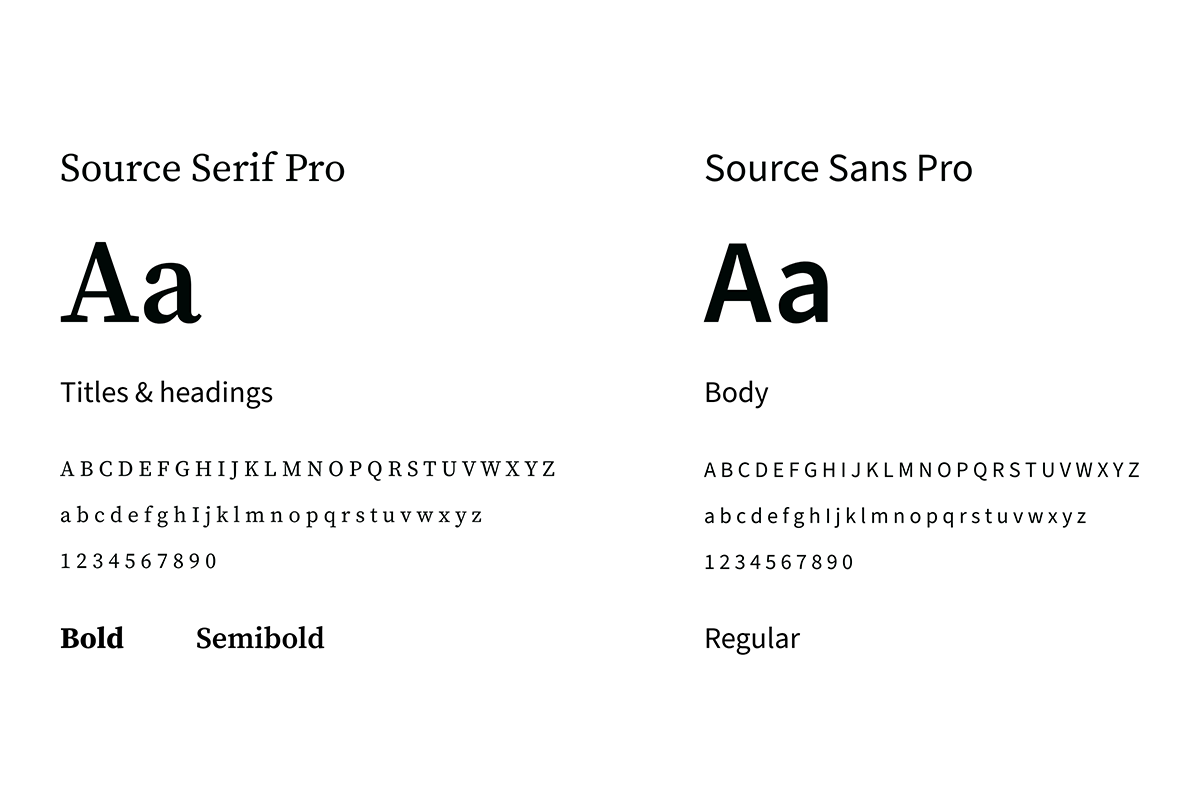 Source Serif Pro
Aa
Titles & headings
A B C D E F G H I J K L M N O P Q R S T U V W X Y Z
a b c d e f g h I j k l m n o p q r s t u v w x y z
1 2 3 4 5 6 7 8 9 0
Bold Semibold
Source Sans Pro
Aa
Body
A B C D E F G H I J K L M N O P Q R S T U V W X Y Z
a b c d e f g h I j k l m n o p q r s t u v w x y z
1 2 3 4 5 6 7 8 9 0
Regular